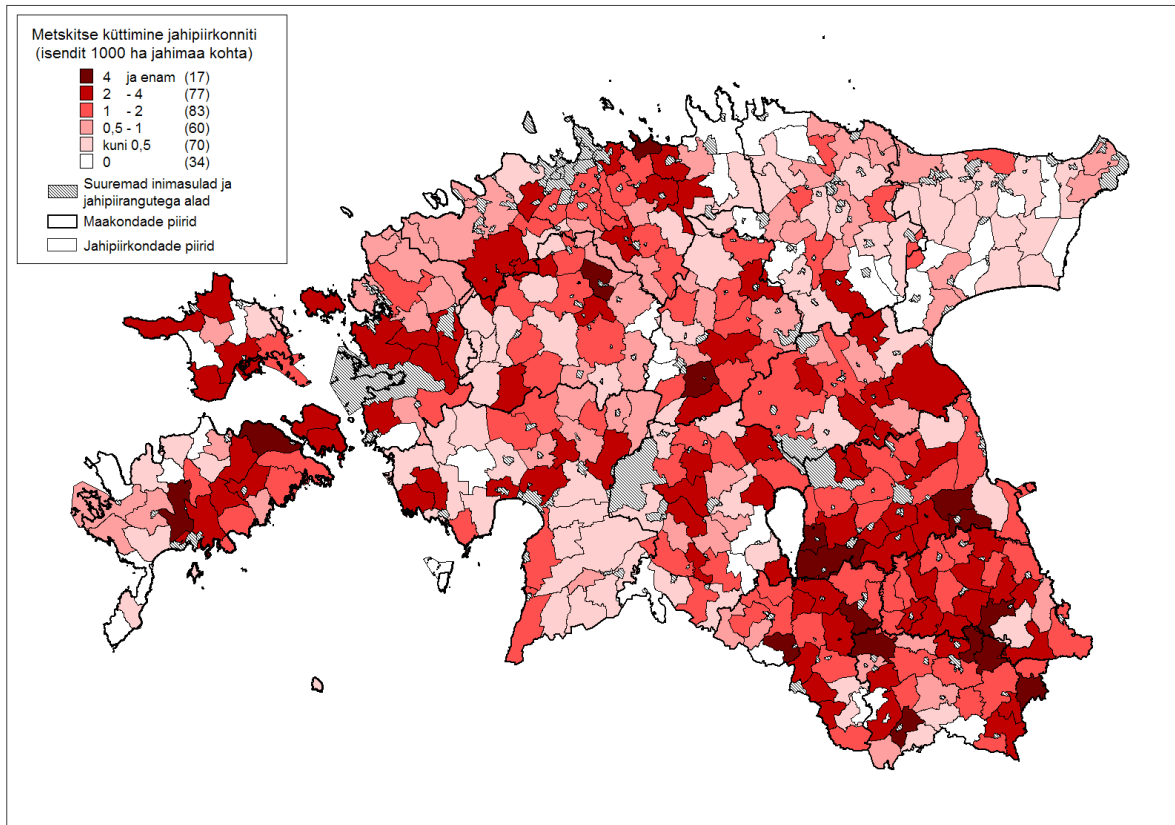 Metskitse küttimine jahipiirkonniti
(isendit 1000 ha jahimaa kohta)
4 ja enam (17)
2 - 4 (77)
1 - 2 (83)
0,5 - 1 (60)
kuni 0,5 (70)
0 (34)
Suuremad inimasulad ja
jahipiirangutega alad
Maakondade piirid
Jahipiirkondade piirid